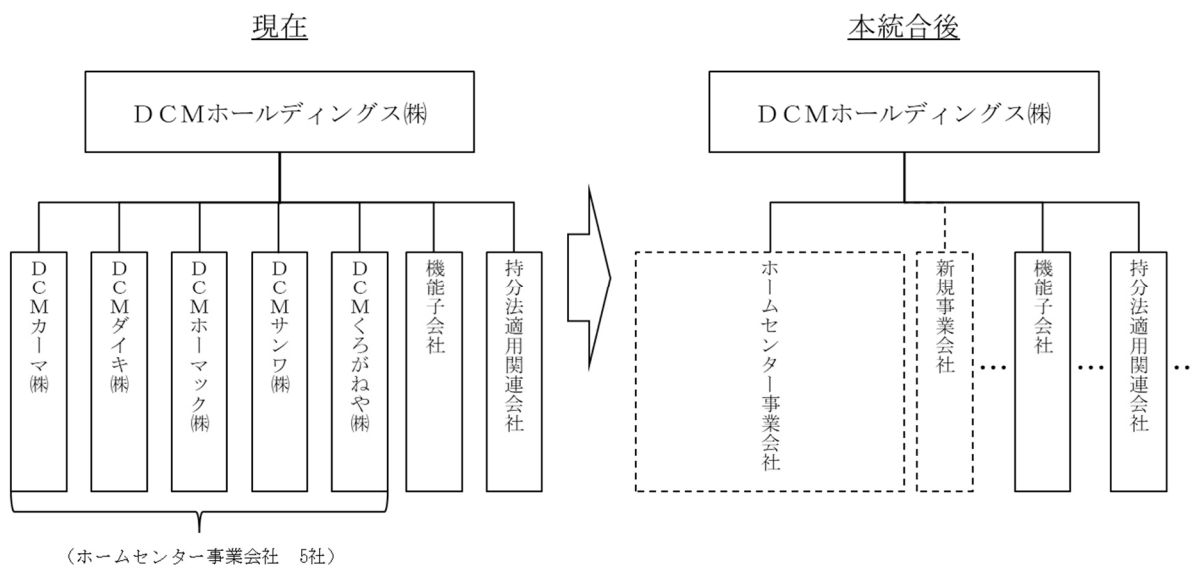 現在
DCMホールディングス㈱
DCMカーマ㈱
DCMダイキ㈱
DCMホーマック㈱
DCMサンワ㈱
DCMくろがねや㈱
機能子会社
持分法適用関連会社
（ホームセンター事業会社　5社）
本統合後
DCMホールディングス㈱
ホームセンター事業会社
新規事業会社
…
機能子会社
…
持分法適用関連会社
‥